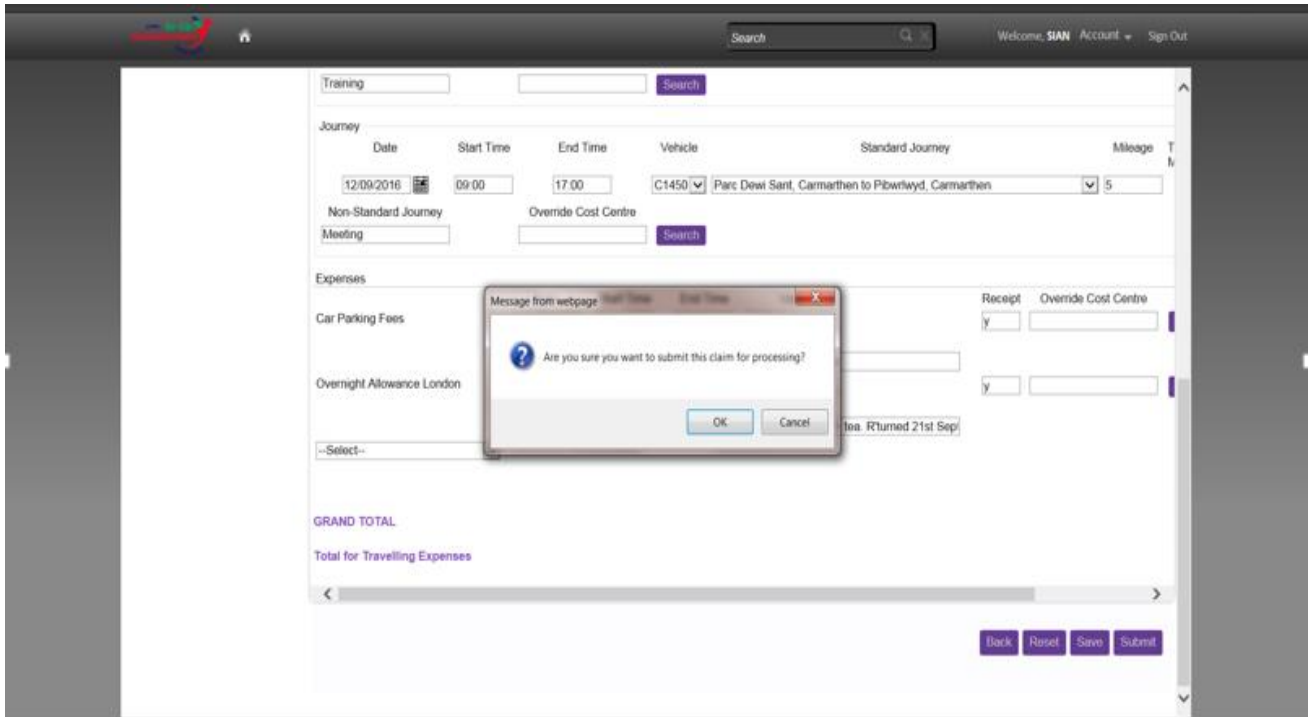 Search Welcome, SIAN Account Sign Out
Training Search
Journey
Date Start Time End Time Vehicle Standard Journey Mileage T
M
12/09/2016 09:00 17:00 C1450 Parc Dewi Sant, Carmarthen to Pibwrlwyd, Carmarthen 5
Non-Standard Journey Override Cost Centre
Meeting Search
Expenses
Message from webpage Start Time End Time
Receipt Override Cost Centre
Car Parking Fees y
Are you sure you want to submit this claim for processing?
Overnight Allowance London y
OK Cancel
tea. R'turned 21st Sep
--Select--
GRAND TOTAL
Total for Travelling Expenses
Back Reset Save Submit